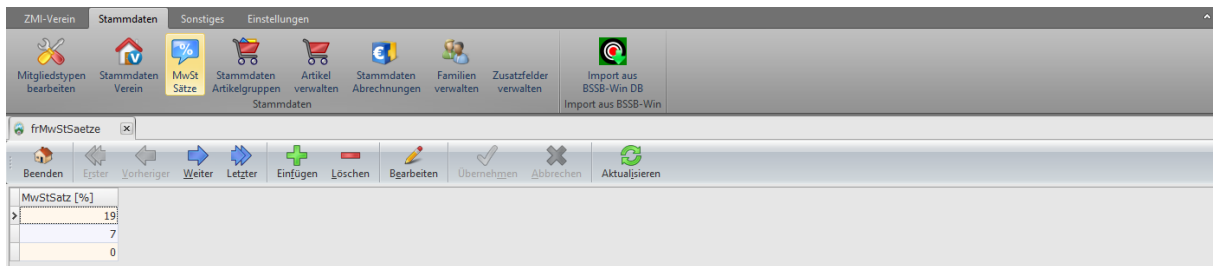 ZMI-Verein Stammdaten Sonstiges Einstellungen
Mitgliedstypen bearbeiten
Stammdaten Verein
MwSt Sätze
Stammdaten Artikelgruppen
Artikel verwalten
Stammdaten Abrechnungen
Familien verwalten
Zusatzfelder verwalten
Import aus BSSB-Win DB
Stammdaten
Import aus BSSB-Win
frMwStSaetze
Beenden Erster Vorheriger Weiter Letzter Einfügen Löschen Bearbeiten Übernehmen Abbrechen Aktualisieren
MwStSatz [%]
19
7
0